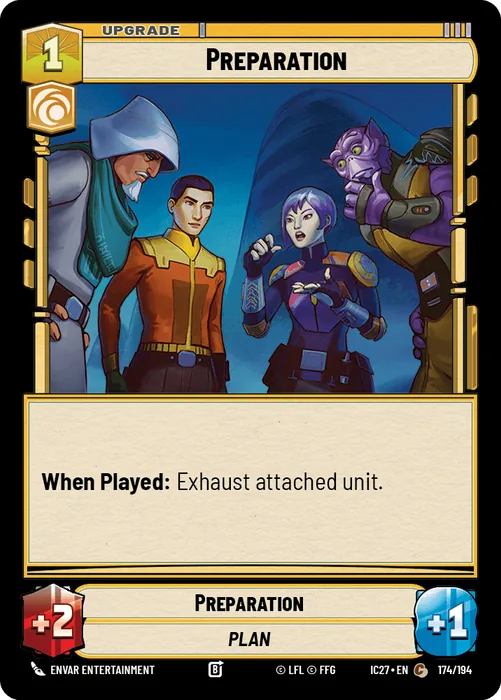 UPGRADE
1
PREPARATION
When Played: Exhaust attached unit.
+2
PREPARATION
PLAN
+1
ENVAR ENTERTAINMENT
B
© LFL © FFG
IC27 • EN
C
174/194